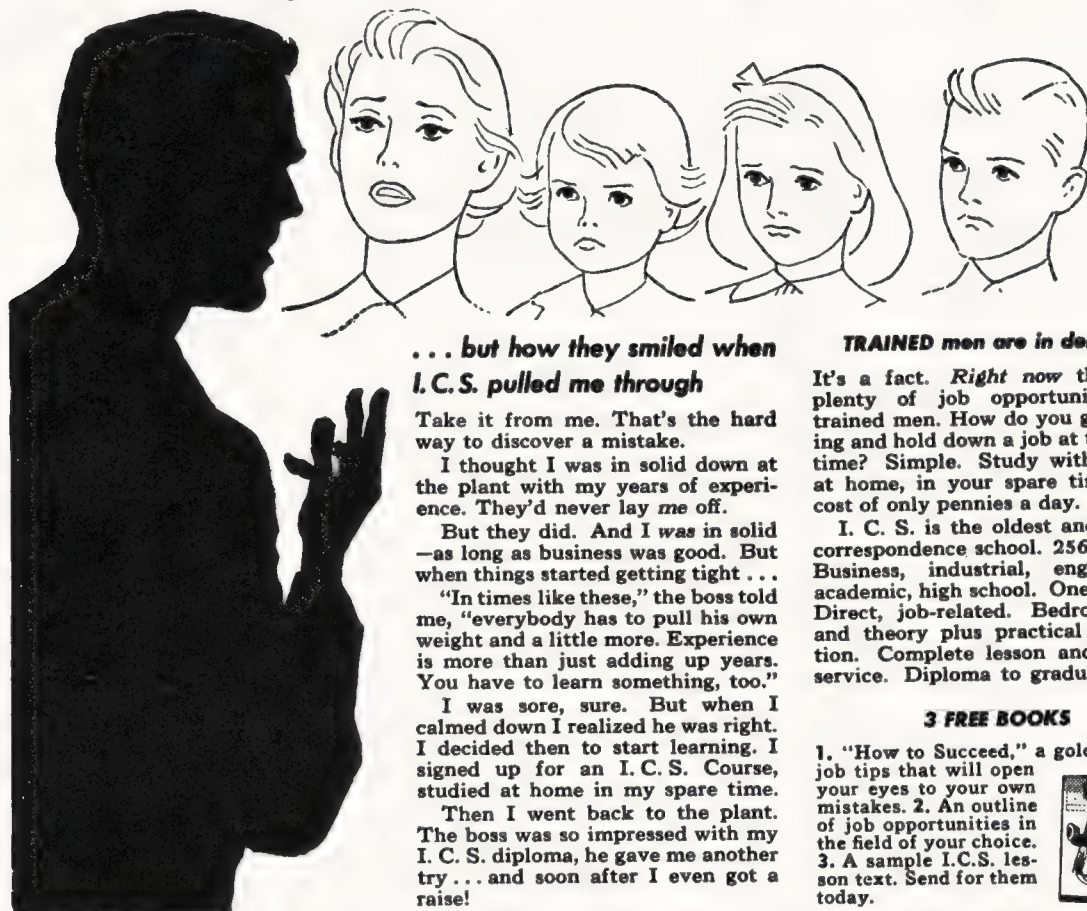 ... but how they smiled when
I.C.S. pulled me through
Take it from me. That's the hard
way to discover a mistake.
I thought I was in solid down at
the plant with my years of experi-
ence. They'd never lay me off.
But they did. And I was in solid
—as long as business was good. But
when things started getting tight ...
"In times like these," the boss told
me, "everybody has to pull his own
weight and a little more. Experience
is more than just adding up years.
You have to learn something, too."
I was sore, sure. But when I
calmed down I realized he was right.
I decided then to start learning. I
signed up for an I.C.S. Course,
studied at home in my spare time.
Then I went back to the plant.
The boss was so impressed with my
I. C. S. diploma, he gave me another
try ... and soon after I even got a
raise!
TRAINED men are in
It's a fact. Right now
plenty of job
trained men. How do you
ing and hold down a job at
time? Simple. Study with
at home, in your spare
cost of only pennies a day.
I. C. S. is the oldest
correspondence school. 256
Business, industrial,
academic, high school.
Direct, job-related.
and theory plus practical
tion. Complete lesson
service. Diploma to
3 FREE BOOKS
1. "How to Succeed," a
job tips that will open
your eyes to your own
mistakes. 2. An outline
of job opportunities in
the field of your choice.
3. A sample I.C.S. les-
son text. Send for them
today.